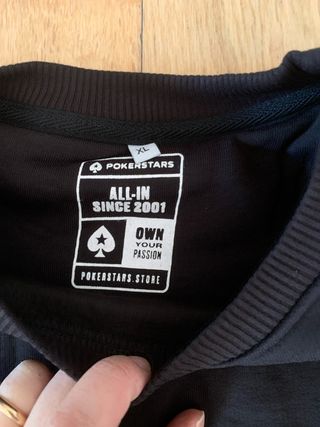 XL
POKERSTARS
ALL-IN
SINCE 2001
OWN
YOUR
PASSION
POKERSTARS.STORE